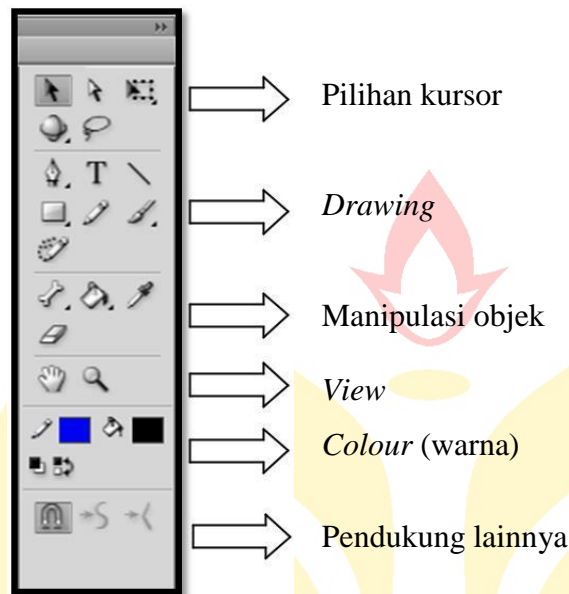 Pilihan kursor
Drawing
Manipulasi objek
View
Colour (warna)
Pendukung lainnya